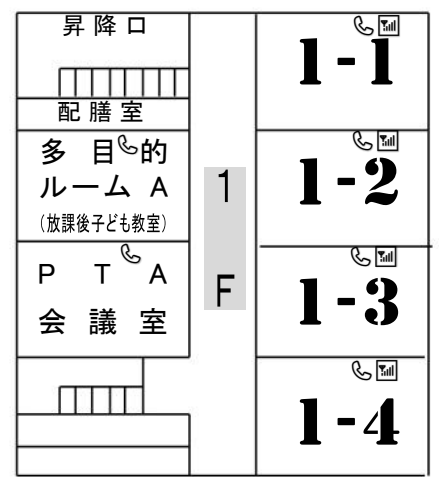 昇降口
配膳室
多目的
ルームA
(放課後子ども教室)
PTA
会議室
1
F
1-1
1-2
1-3
1-4